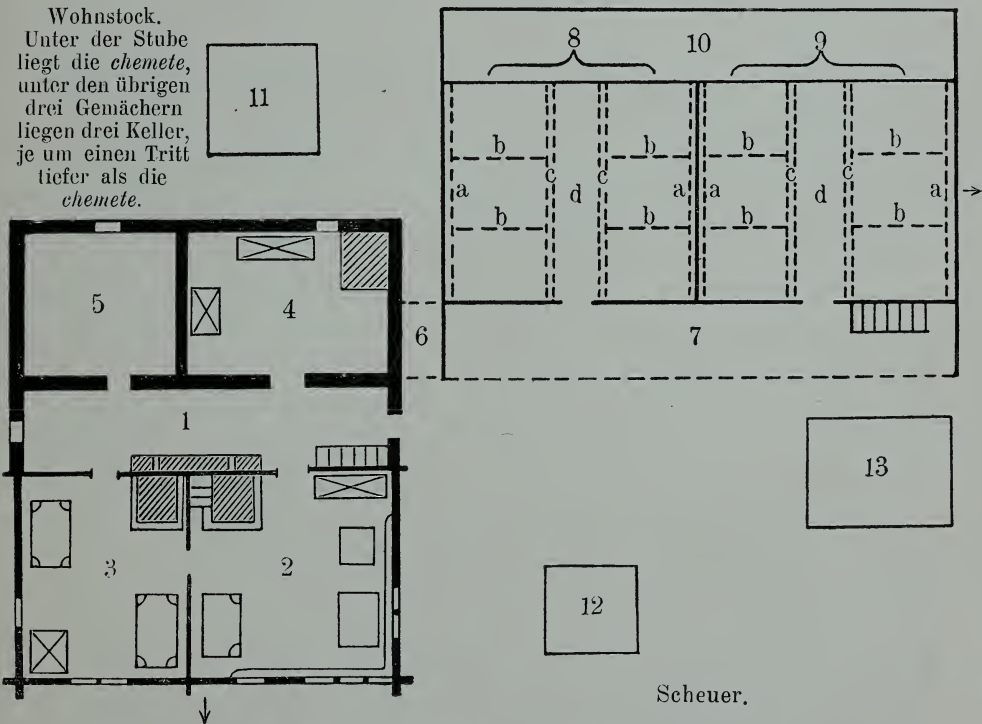 Wohnstock.
Unter der Stube
liegt die chemete,
unter den übrigen
drei Gemächern
liegen drei Keller,
je um einen Tritt
tiefer als die
chemete.
11
8 10 9
b b b b
a c d c a a c d c a
b b b b
5 4 6 7
1
13
3 2
12
Scheuer.